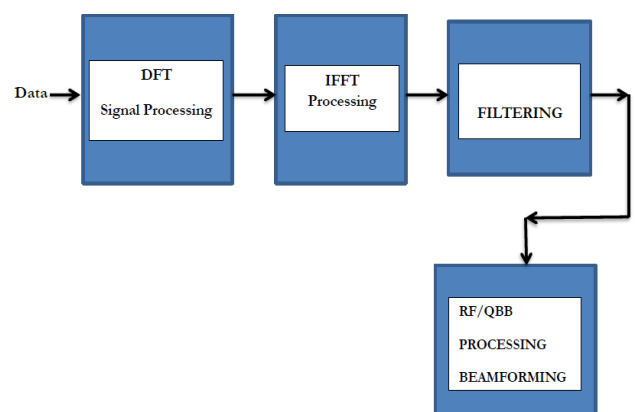 Data
DFT
Signal Processing
IFFT
Processing
FILTERING
RF/QBB
PROCESSING
BEAMFORMING